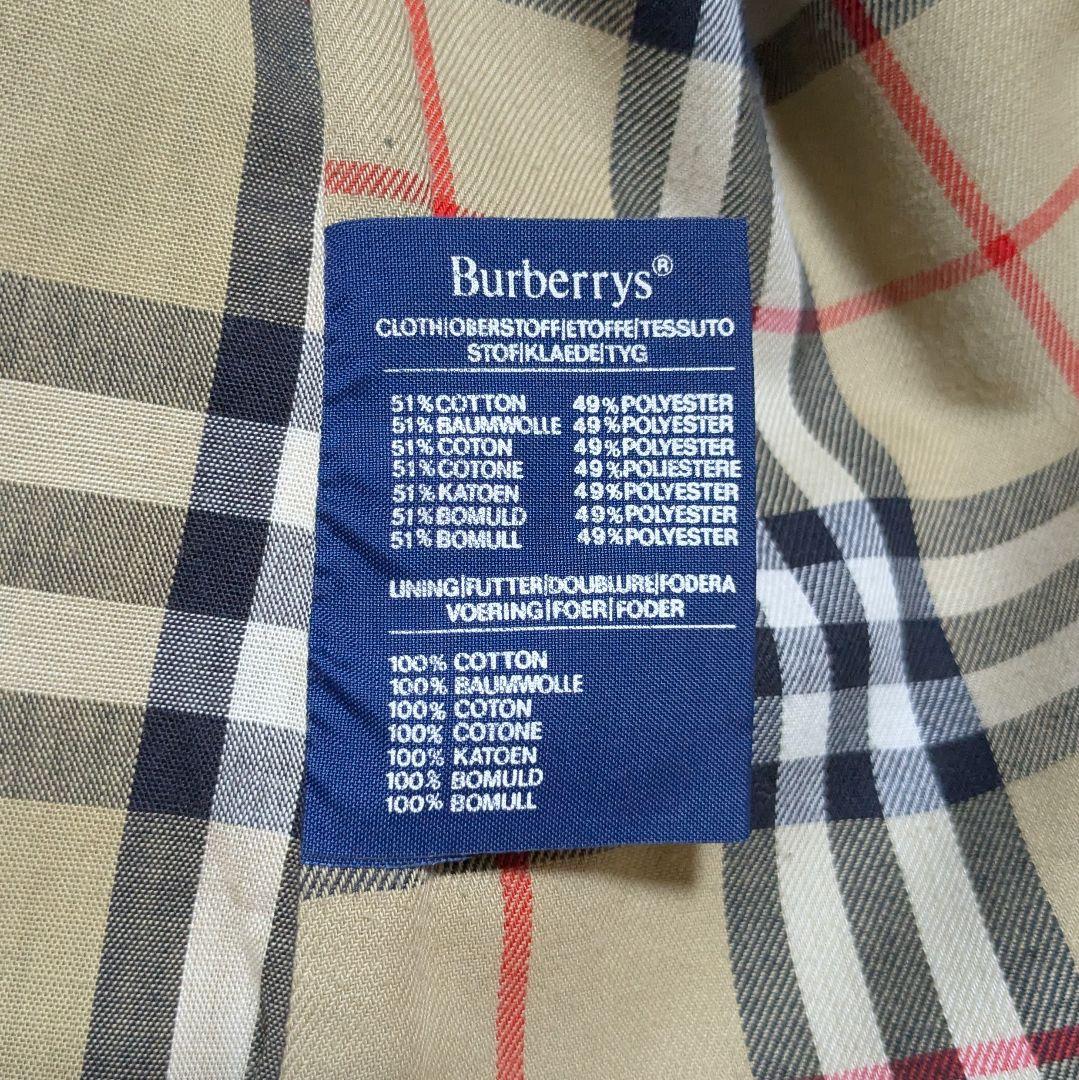 Burberrys®
CLOTH|OBERSTOFF|ETOFFE|TESSUTO
STOF|KLAEDE|TYG
51% COTTON 49% POLYESTER
51% BAUMWOLLE 49% POLYESTER
51% COTON 49% POLYESTER
51% COTONE 49% POLIESTERE
51% KATOEN 49% POLYESTER
51% BOMULD 49% POLYESTER
51% BOMULL 49% POLYESTER
LINING|FUTTER|DOUBLURE|FODERA
VOERING|FOER|FODER
100% COTTON
100% BAUMWOLLE
100% COTON
100% COTONE
100% KATOEN
100% BOMULD
100% BOMULL